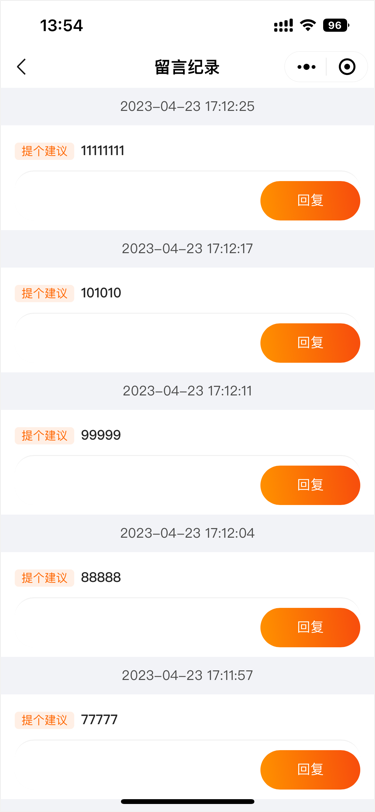 13:54
96
留言纪录
2023-04-23 17:12:25
提个建议 11111111
回复
2023-04-23 17:12:17
提个建议 101010
回复
2023-04-23 17:12:11
提个建议 99999
回复
2023-04-23 17:12:04
提个建议 88888
回复
2023-04-23 17:11:57
提个建议 77777
回复